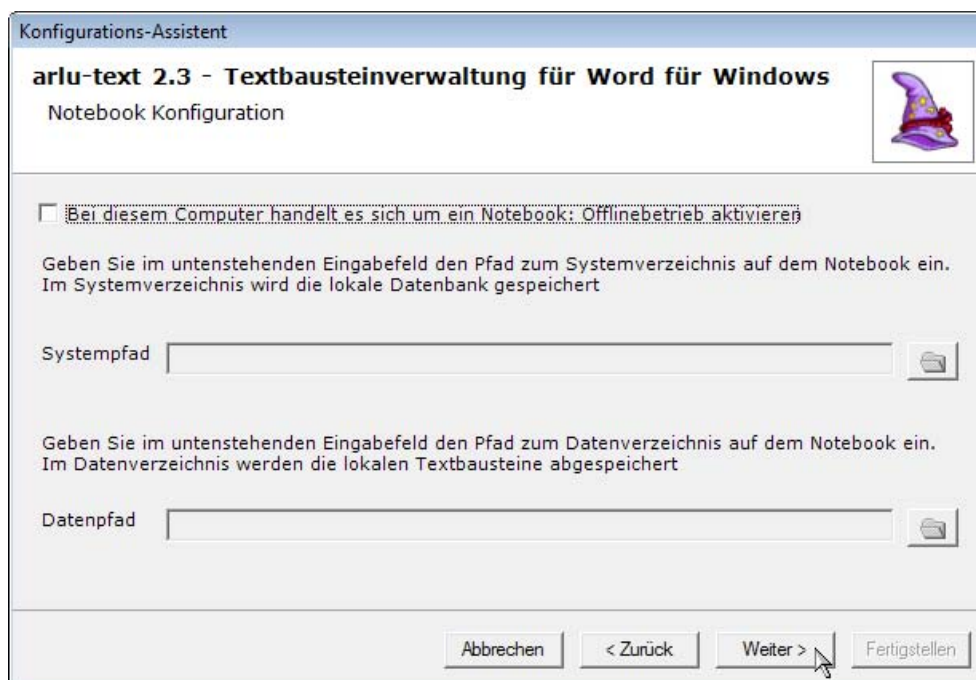 Konfigurations-Assistent
arlu-text 2.3 - Textbausteinverwaltung für Word für Windows
Notebook Konfiguration
Bei diesem Computer handelt es sich um ein Notebook: Offlinebetrieb aktivieren
Geben Sie im untenstehenden Eingabefeld den Pfad zum Systemverzeichnis auf dem Notebook ein.
Im Systemverzeichnis wird die lokale Datenbank gespeichert
Systempfad
Geben Sie im untenstehenden Eingabefeld den Pfad zum Datenverzeichnis auf dem Notebook ein.
Im Datenverzeichnis werden die lokalen Textbausteine abgespeichert
Datenpfad
Abbrechen < Zurück Weiter > Fertigstellen